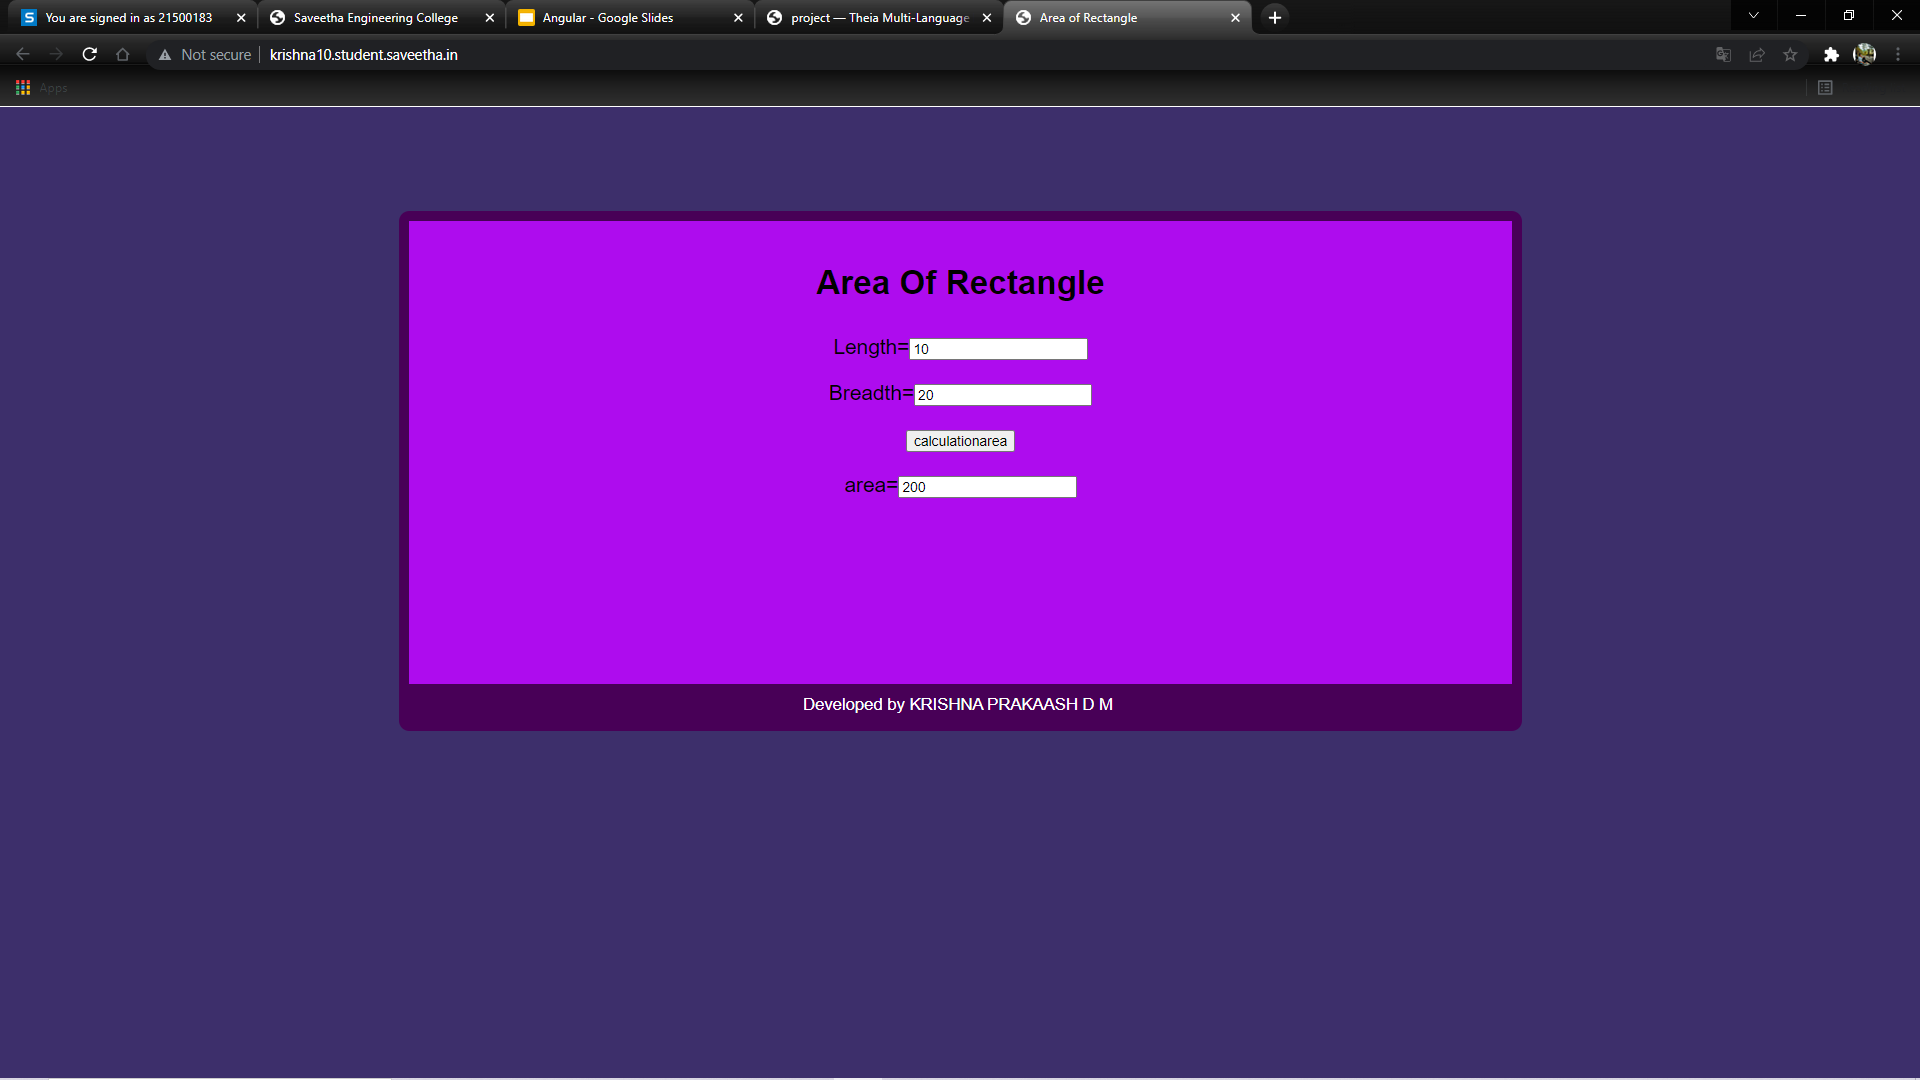 You are signed in as 21500183
Saveetha Engineering College
Angular - Google Slides
project — Theia Multi-Language
Area of Rectangle
Not secure
krishna10.student.saveetha.in
Apps
Area Of Rectangle
Length=10
Breadth=20
calculationarea
area=200
Developed by KRISHNA PRAKAASH D M